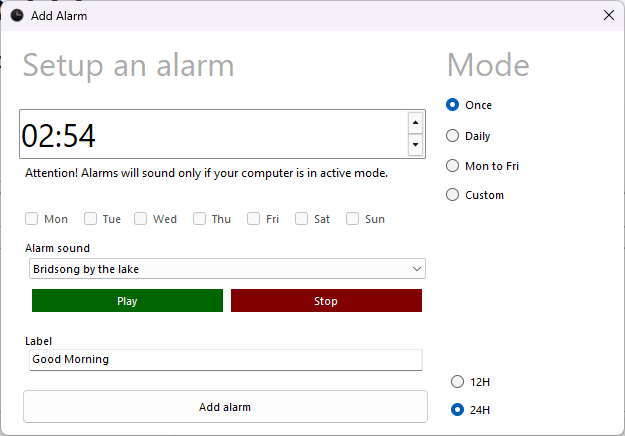 Add Alarm
Setup an alarm
Mode
02:54
Once
Daily
Mon to Fri
Custom
Attention! Alarms will sound only if your computer is in active mode.
Mon Tue Wed Thu Fri Sat Sun
Alarm sound
Bridsong by the lake
Play Stop
Label
Good Morning
Add alarm
12H
24H